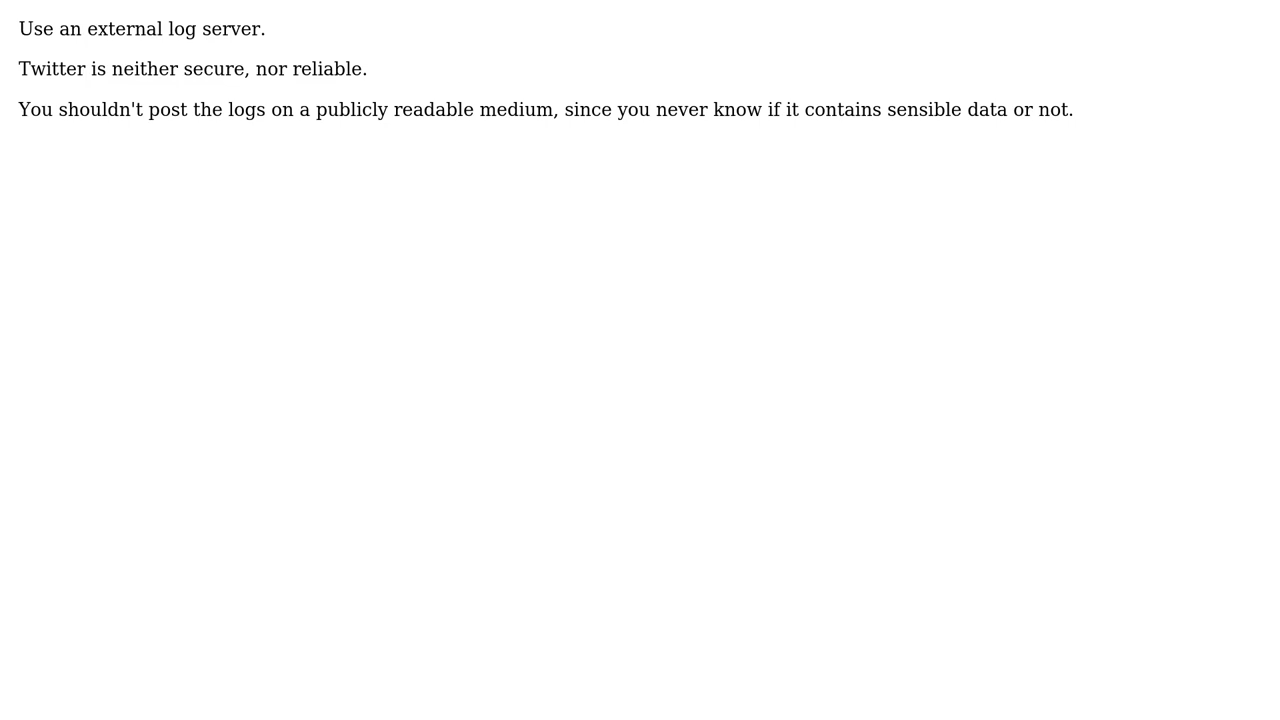 Use an external log server.
Twitter is neither secure, nor reliable.
You shouldn't post the logs on a publicly readable medium, since you never know if it contains sensible data or not.